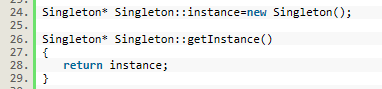 24. Singleton* Singleton::instance=new Singleton();
25.
26. Singleton* Singleton::getInstance()
27. {
28.    return instance;
29. }